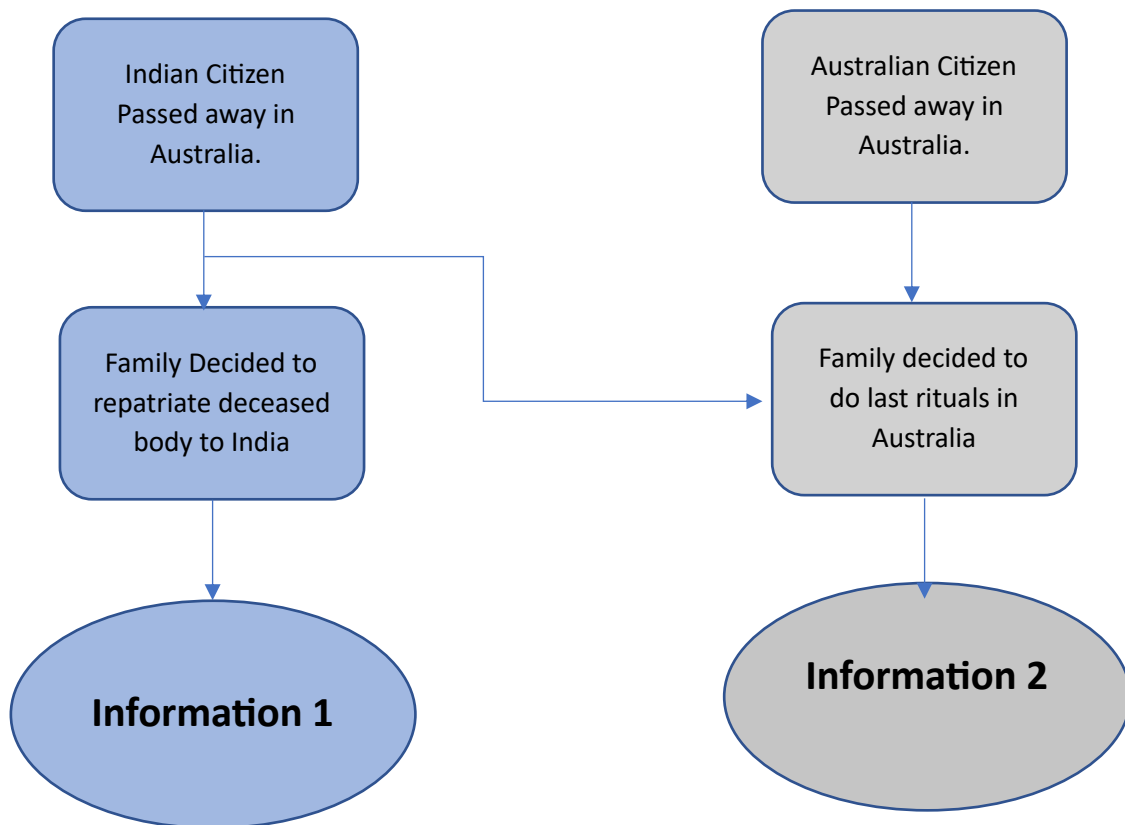 Indian Citizen
Passed away in
Australia.
Australian Citizen
Passed away in
Australia.
Family Decided to
repatriate deceased
body to India
Family decided to
do last rituals in
Australia
Information 1
Information 2